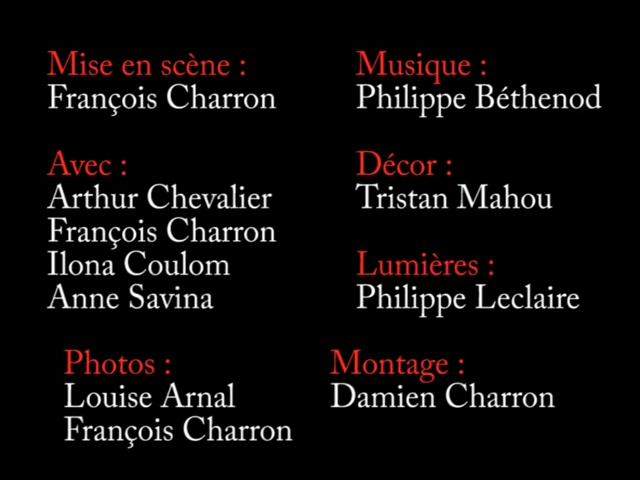 Mise en scène :
François Charron
Avec :
Arthur Chevalier
François Charron
Ilona Coulom
Anne Savina
Photos :
Louise Arnal
François Charron
Musique :
Philippe Béthenod
Décor :
Tristan Mahou
Lumières :
Philippe Leclaire
Montage :
Damien Charron